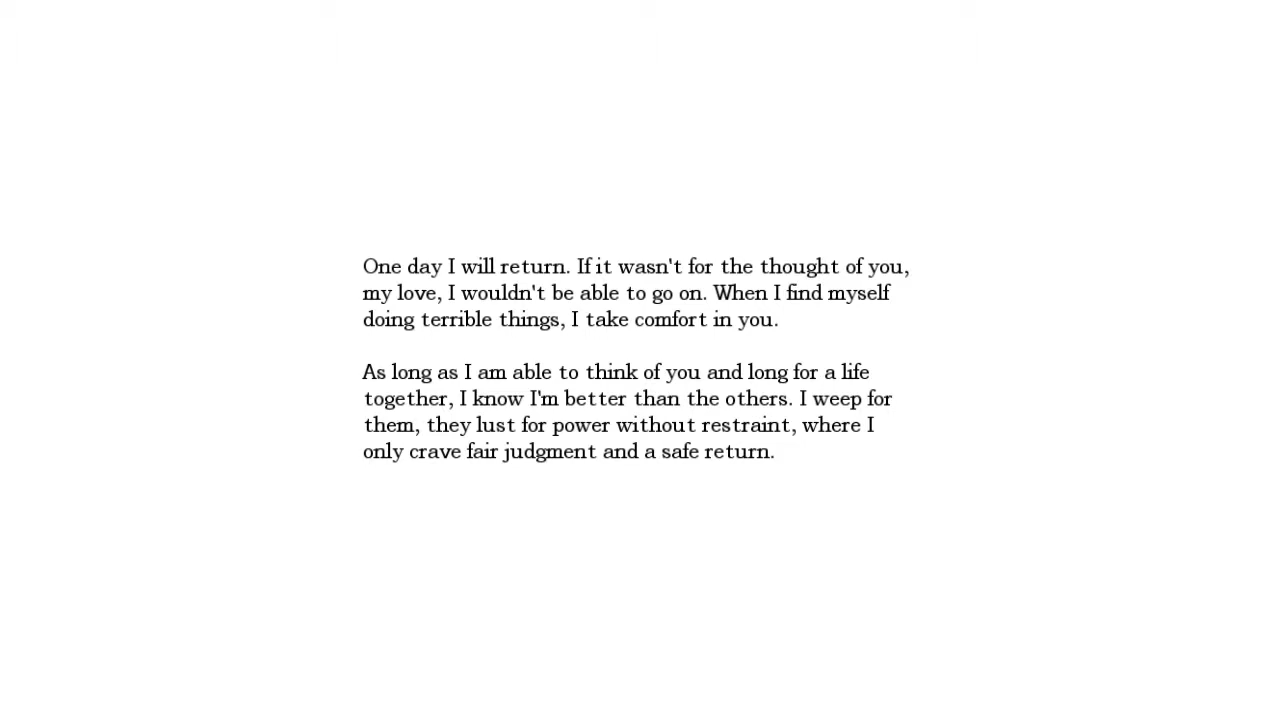 One day I will return. If it wasn't for the thought of you,
my love, I wouldn't be able to go on. When I find myself
doing terrible things, I take comfort in you.
As long as I am able to think of you and long for a life
together, I know I'm better than the others. I weep for
them, they lust for power without restraint, where I
only crave fair judgment and a safe return.